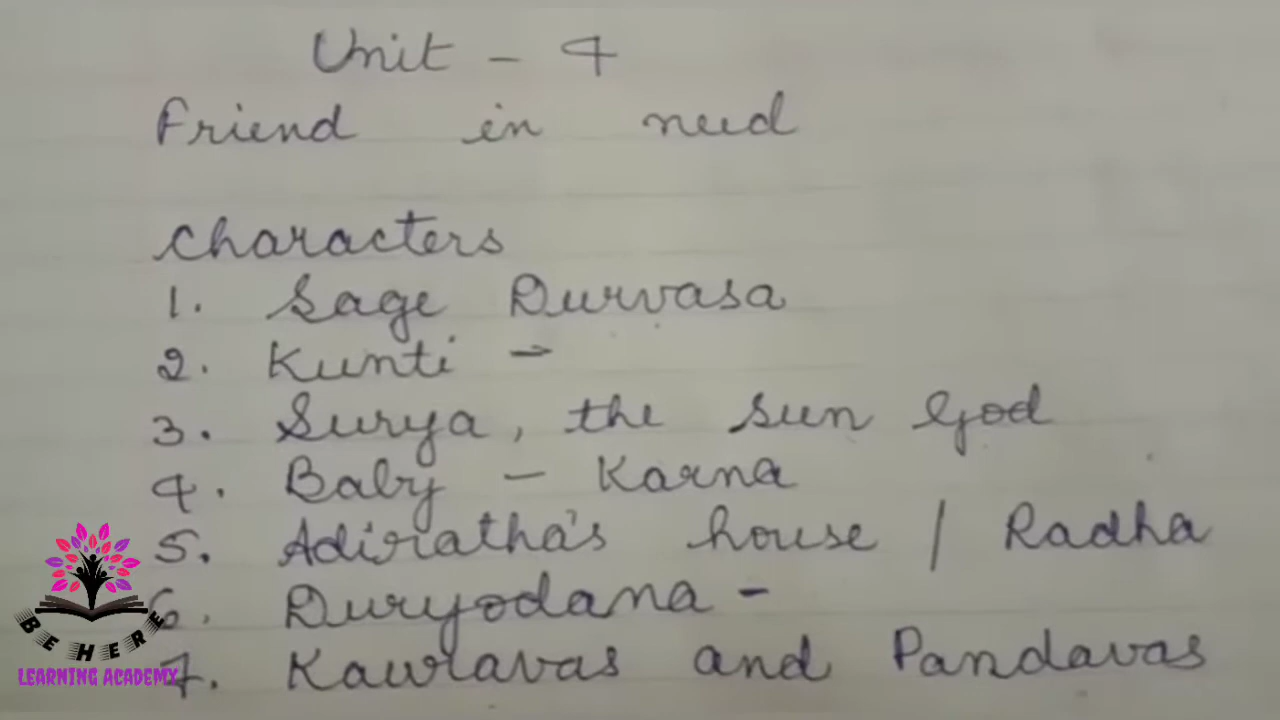 Unit - 4
Friend in need
Characters
1. Sage Durvasa
2. Kunti -
3. Surya, the sun God
4. Baby - Karna
5. Adiratha's house / Radha
6. Duryodana -
7. Kauravas and Pandavas
BE HERE
LEARNING ACADEMY